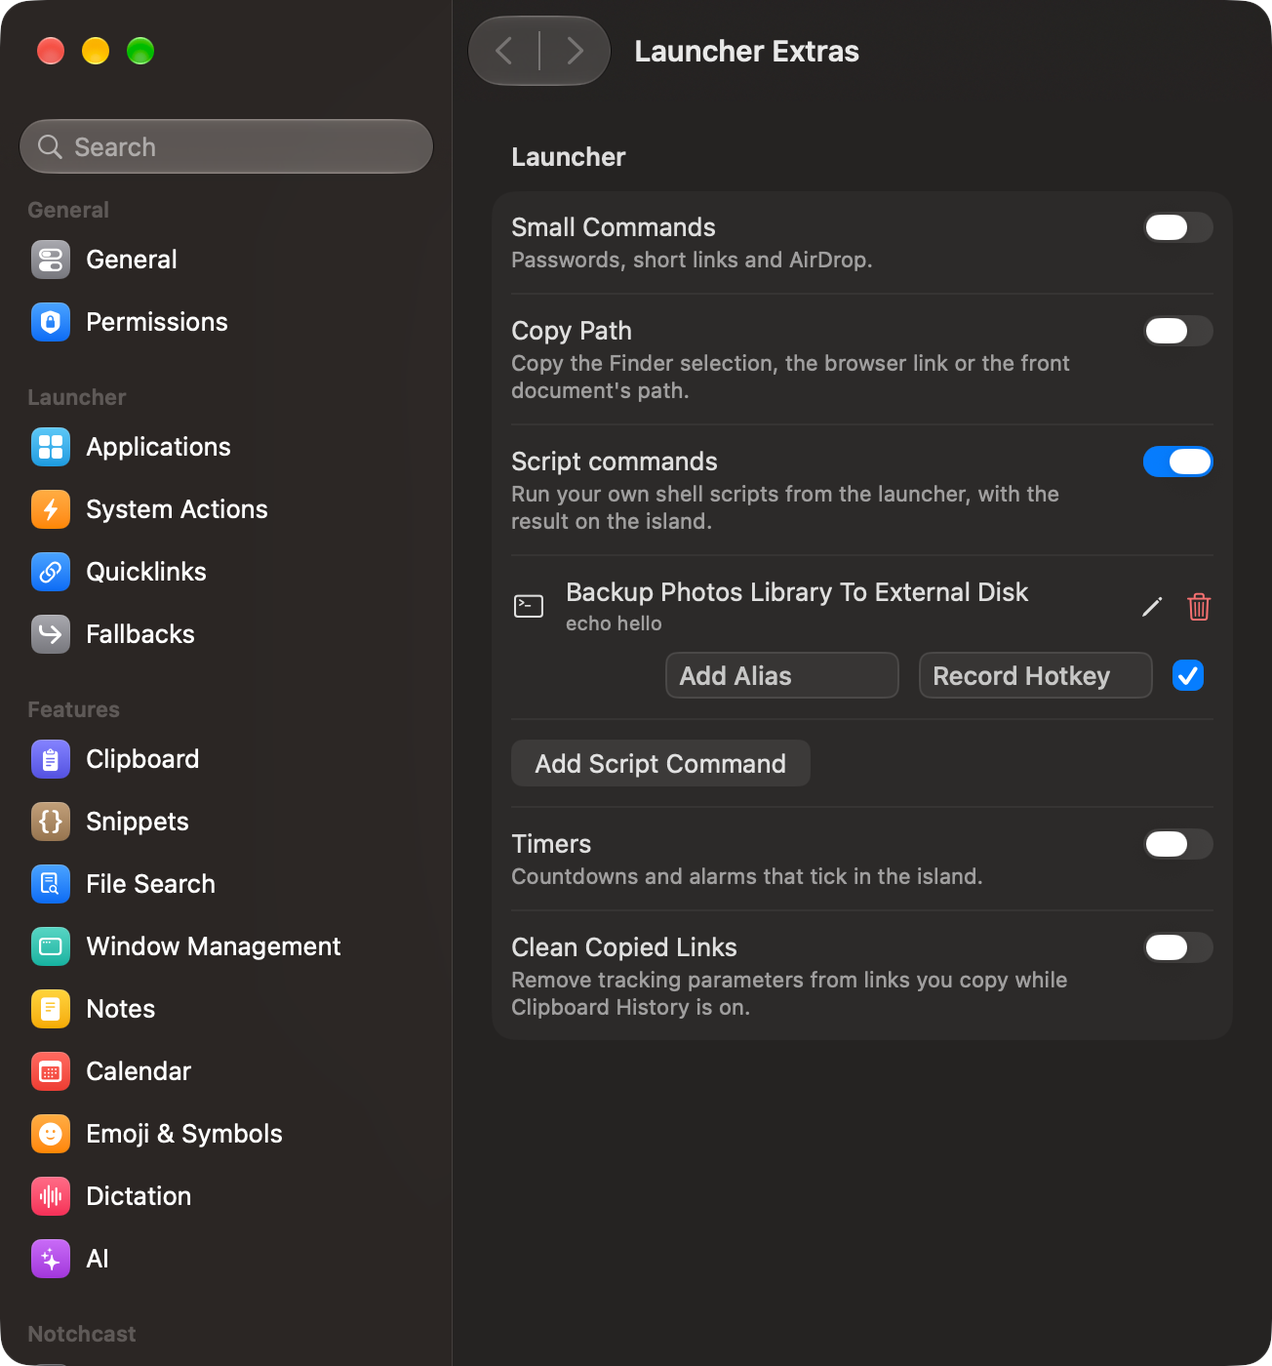 Launcher Extras
Search
General
General
Permissions
Launcher
Applications
System Actions
Quicklinks
Fallbacks
Features
Clipboard
Snippets
File Search
Window Management
Notes
Calendar
Emoji & Symbols
Dictation
AI
Notchcast
Launcher
Small Commands
Passwords, short links and AirDrop.
Copy Path
Copy the Finder selection, the browser link or the front
document's path.
Script commands
Run your own shell scripts from the launcher, with the
result on the island.
Backup Photos Library To External Disk
echo hello
Add Alias
Record Hotkey
Add Script Command
Timers
Countdowns and alarms that tick in the island.
Clean Copied Links
Remove tracking parameters from links you copy while
Clipboard History is on.